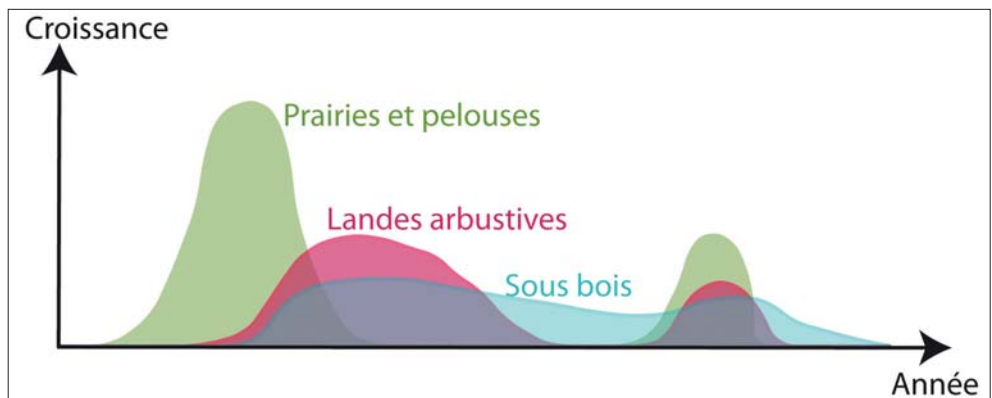 Croissance
Prairies et pelouses
Landes arbustives
Sous bois
Année